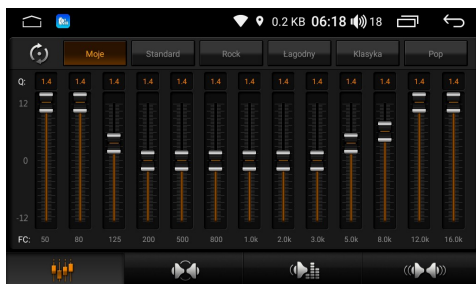 0.2 KB 06:18 18
Moje Standard Rock Łagodny Klasyka Pop
Q: 1.4 1.4 1.4 1.4 1.4 1.4 1.4 1.4 1.4 1.4 1.4 1.4
12
0
-12
FC: 50 80 125 200 500 800 1.0k 2.0k 3.0k 5.0k 8.0k 12.0k 16.0k